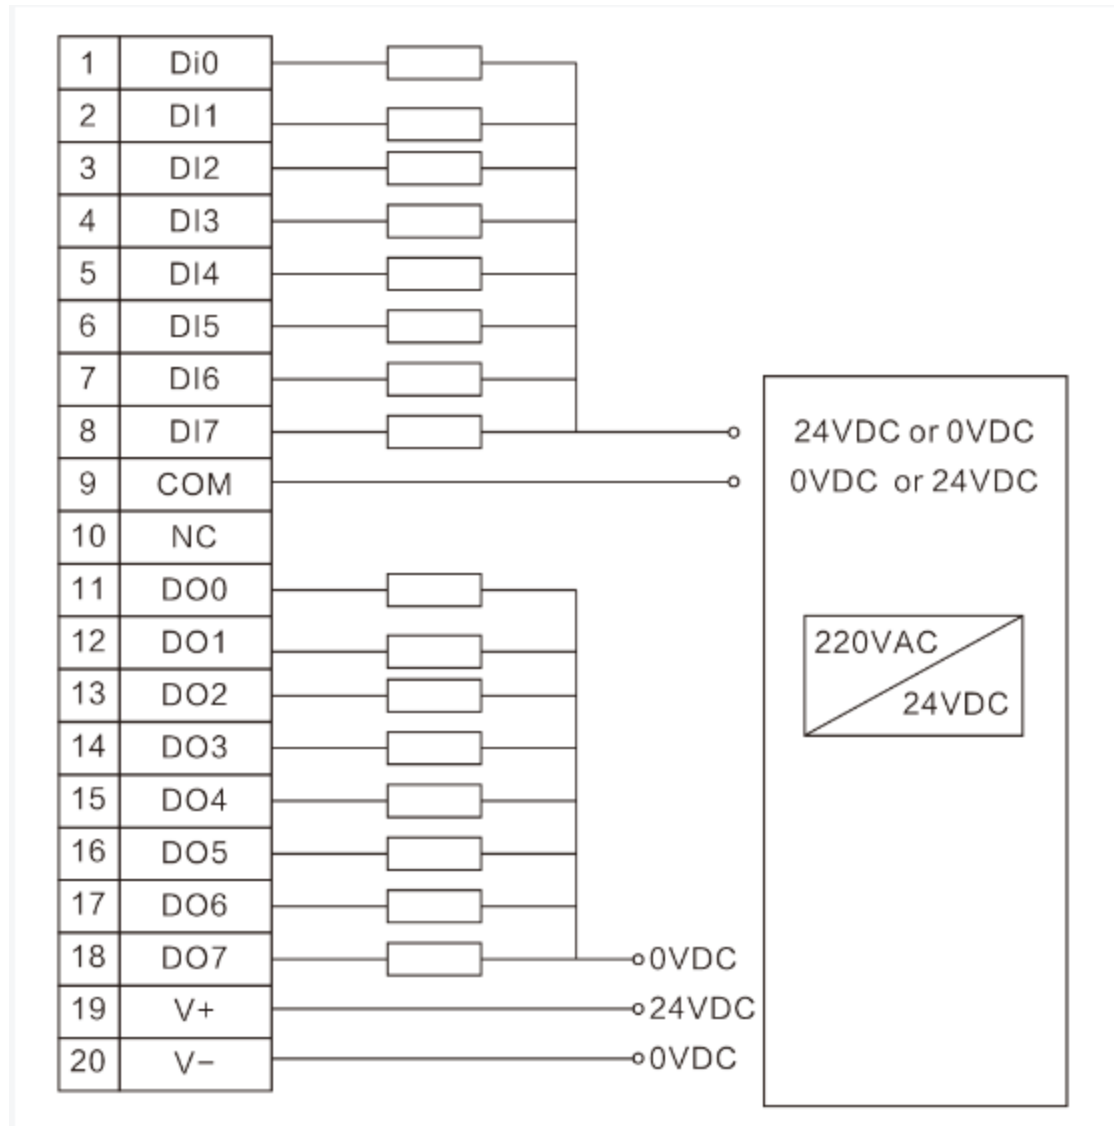 1 Di0
2 DI1
3 DI2
4 DI3
5 DI4
6 DI5
7 DI6
8 DI7 24VDC or 0VDC
9 COM 0VDC or 24VDC
10 NC
11 DO0
12 DO1 220VAC
13 DO2 24VDC
14 DO3
15 DO4
16 DO5
17 DO6
18 DO7 0VDC
19 V+ 24VDC
20 V− 0VDC